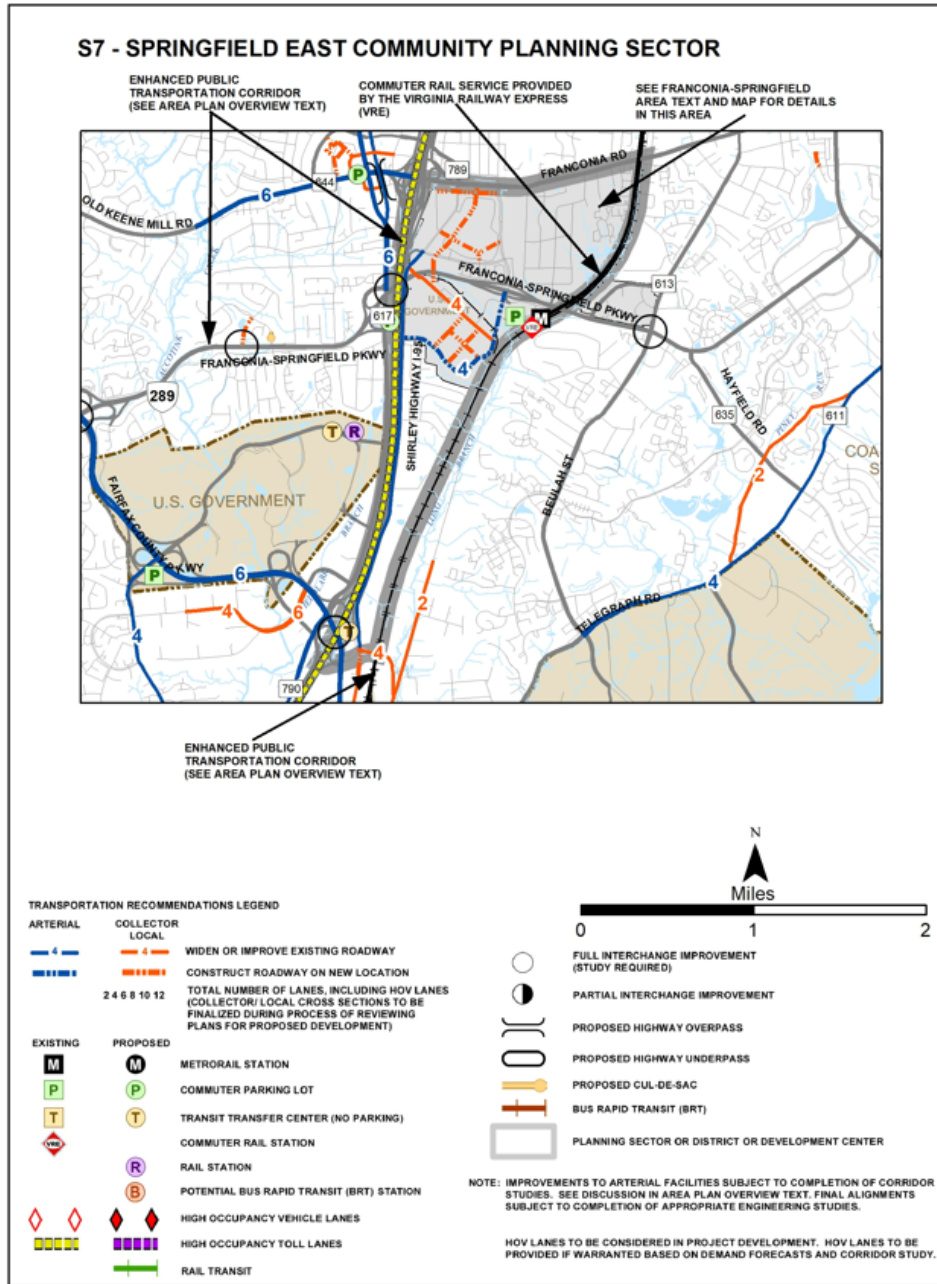 S7 - SPRINGFIELD EAST COMMUNITY PLANNING SECTOR
ENHANCED PUBLIC
TRANSPORTATION CORRIDOR
(SEE AREA PLAN OVERVIEW TEXT)
COMMUTER RAIL SERVICE PROVIDED
BY THE VIRGINIA RAILWAY EXPRESS
(VRE)
SEE FRANCONIA-SPRINGFIELD
AREA TEXT AND MAP FOR DETAILS
IN THIS AREA
789
FRANCONIA RD
P
644
6
OLD KEENE MILL RD
6
FRANCONIA-SPRINGFIELD PKWY
613
4
U.S.
GOVERNMENT
617
P
M
VRE
4
FRANCONIA-SPRINGFIELD PKWY
SHIRLEY HIGHWAY I-95
289
HAYFIELD RD
635
611
PINEY RUN
COA
S
T
R
2
U.S. GOVERNMENT
BRANCH
LONG BRANCH
BEULAH ST
FAIRFAX COUNTY PKWY
P
6
4
6
4
2
4
TELEGRAPH RD
T
4
790
ENHANCED PUBLIC
TRANSPORTATION CORRIDOR
(SEE AREA PLAN OVERVIEW TEXT)
N
Miles
0 1 2
TRANSPORTATION RECOMMENDATIONS LEGEND
ARTERIAL COLLECTOR
LOCAL
4 4 WIDEN OR IMPROVE EXISTING ROADWAY
CONSTRUCT ROADWAY ON NEW LOCATION
2 4 6 8 10 12 TOTAL NUMBER OF LANES, INCLUDING HOV LANES
(COLLECTOR/ LOCAL CROSS SECTIONS TO BE
FINALIZED DURING PROCESS OF REVIEWING
PLANS FOR PROPOSED DEVELOPMENT)
EXISTING PROPOSED
M M METRORAIL STATION
P P COMMUTER PARKING LOT
T T TRANSIT TRANSFER CENTER (NO PARKING)
VRE COMMUTER RAIL STATION
R RAIL STATION
B POTENTIAL BUS RAPID TRANSIT (BRT) STATION
HIGH OCCUPANCY VEHICLE LANES
HIGH OCCUPANCY TOLL LANES
RAIL TRANSIT
FULL INTERCHANGE IMPROVEMENT
(STUDY REQUIRED)
PARTIAL INTERCHANGE IMPROVEMENT
PROPOSED HIGHWAY OVERPASS
PROPOSED HIGHWAY UNDERPASS
PROPOSED CUL-DE-SAC
BUS RAPID TRANSIT (BRT)
PLANNING SECTOR OR DISTRICT OR DEVELOPMENT CENTER
NOTE: IMPROVEMENTS TO ARTERIAL FACILITIES SUBJECT TO COMPLETION OF CORRIDOR
STUDIES. SEE DISCUSSION IN AREA PLAN OVERVIEW TEXT. FINAL ALIGNMENTS
SUBJECT TO COMPLETION OF APPROPRIATE ENGINEERING STUDIES.
HOV LANES TO BE CONSIDERED IN PROJECT DEVELOPMENT. HOV LANES TO BE
PROVIDED IF WARRANTED BASED ON DEMAND FORECASTS AND CORRIDOR STUDY.